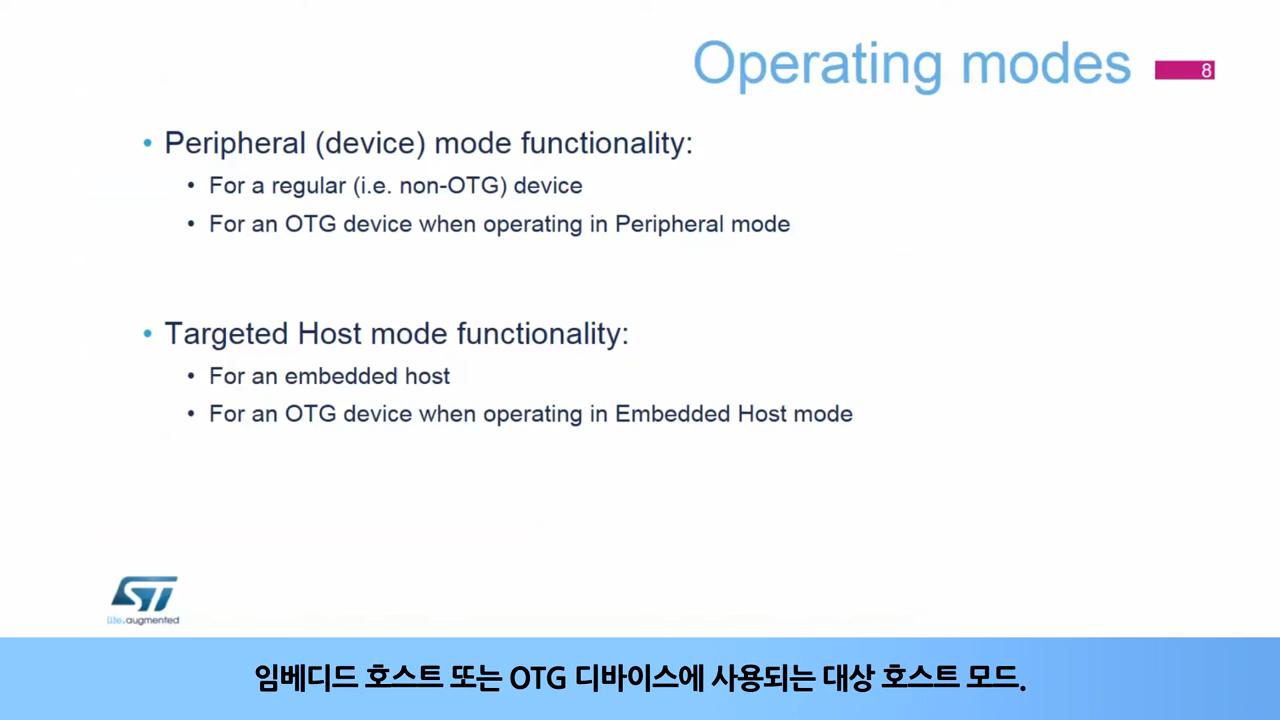 Operating modes
8
• Peripheral (device) mode functionality:
• For a regular (i.e. non-OTG) device
• For an OTG device when operating in Peripheral mode
• Targeted Host mode functionality:
• For an embedded host
• For an OTG device when operating in Embedded Host mode
ST
life.augmented
임베디드 호스트 또는 OTG 디바이스에 사용되는 대상 호스트 모드.